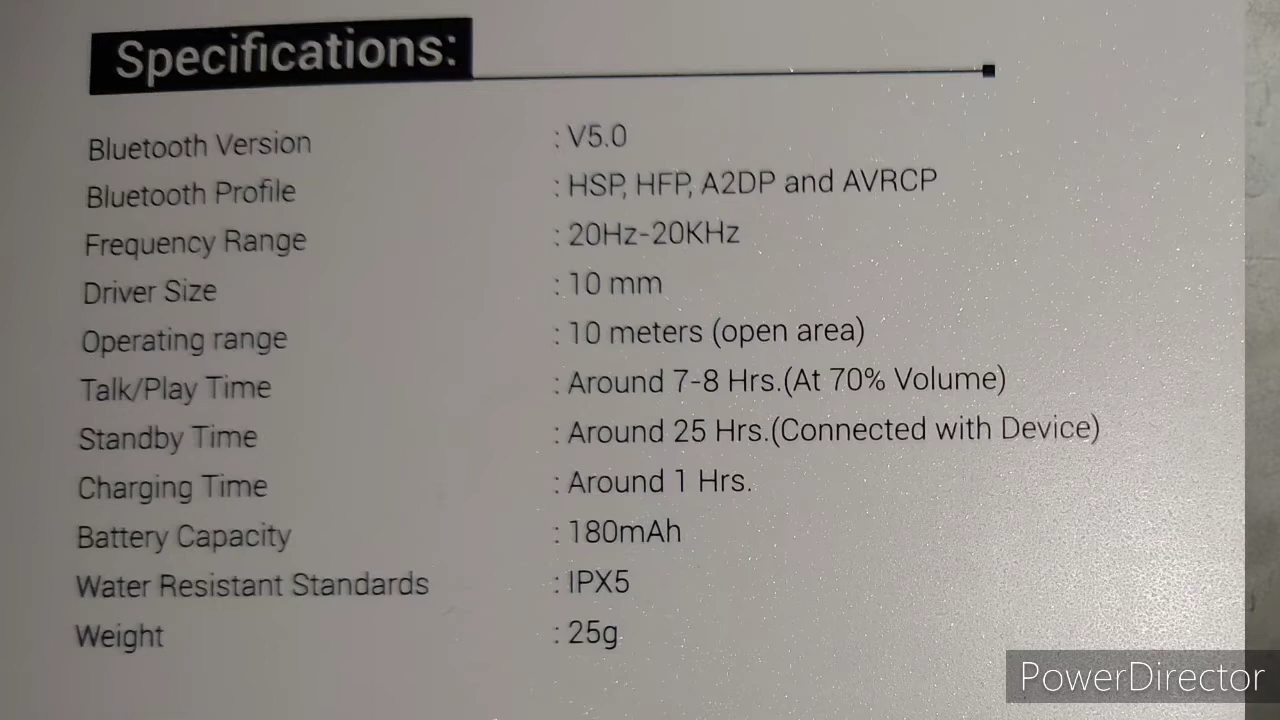 Specifications:
Bluetooth Version : V5.0
Bluetooth Profile : HSP, HFP, A2DP and AVRCP
Frequency Range : 20Hz-20KHz
Driver Size : 10 mm
Operating range : 10 meters (open area)
Talk/Play Time : Around 7-8 Hrs.(At 70% Volume)
Standby Time : Around 25 Hrs.(Connected with Device)
Charging Time : Around 1 Hrs.
Battery Capacity : 180mAh
Water Resistant Standards : IPX5
Weight : 25g
PowerDirector